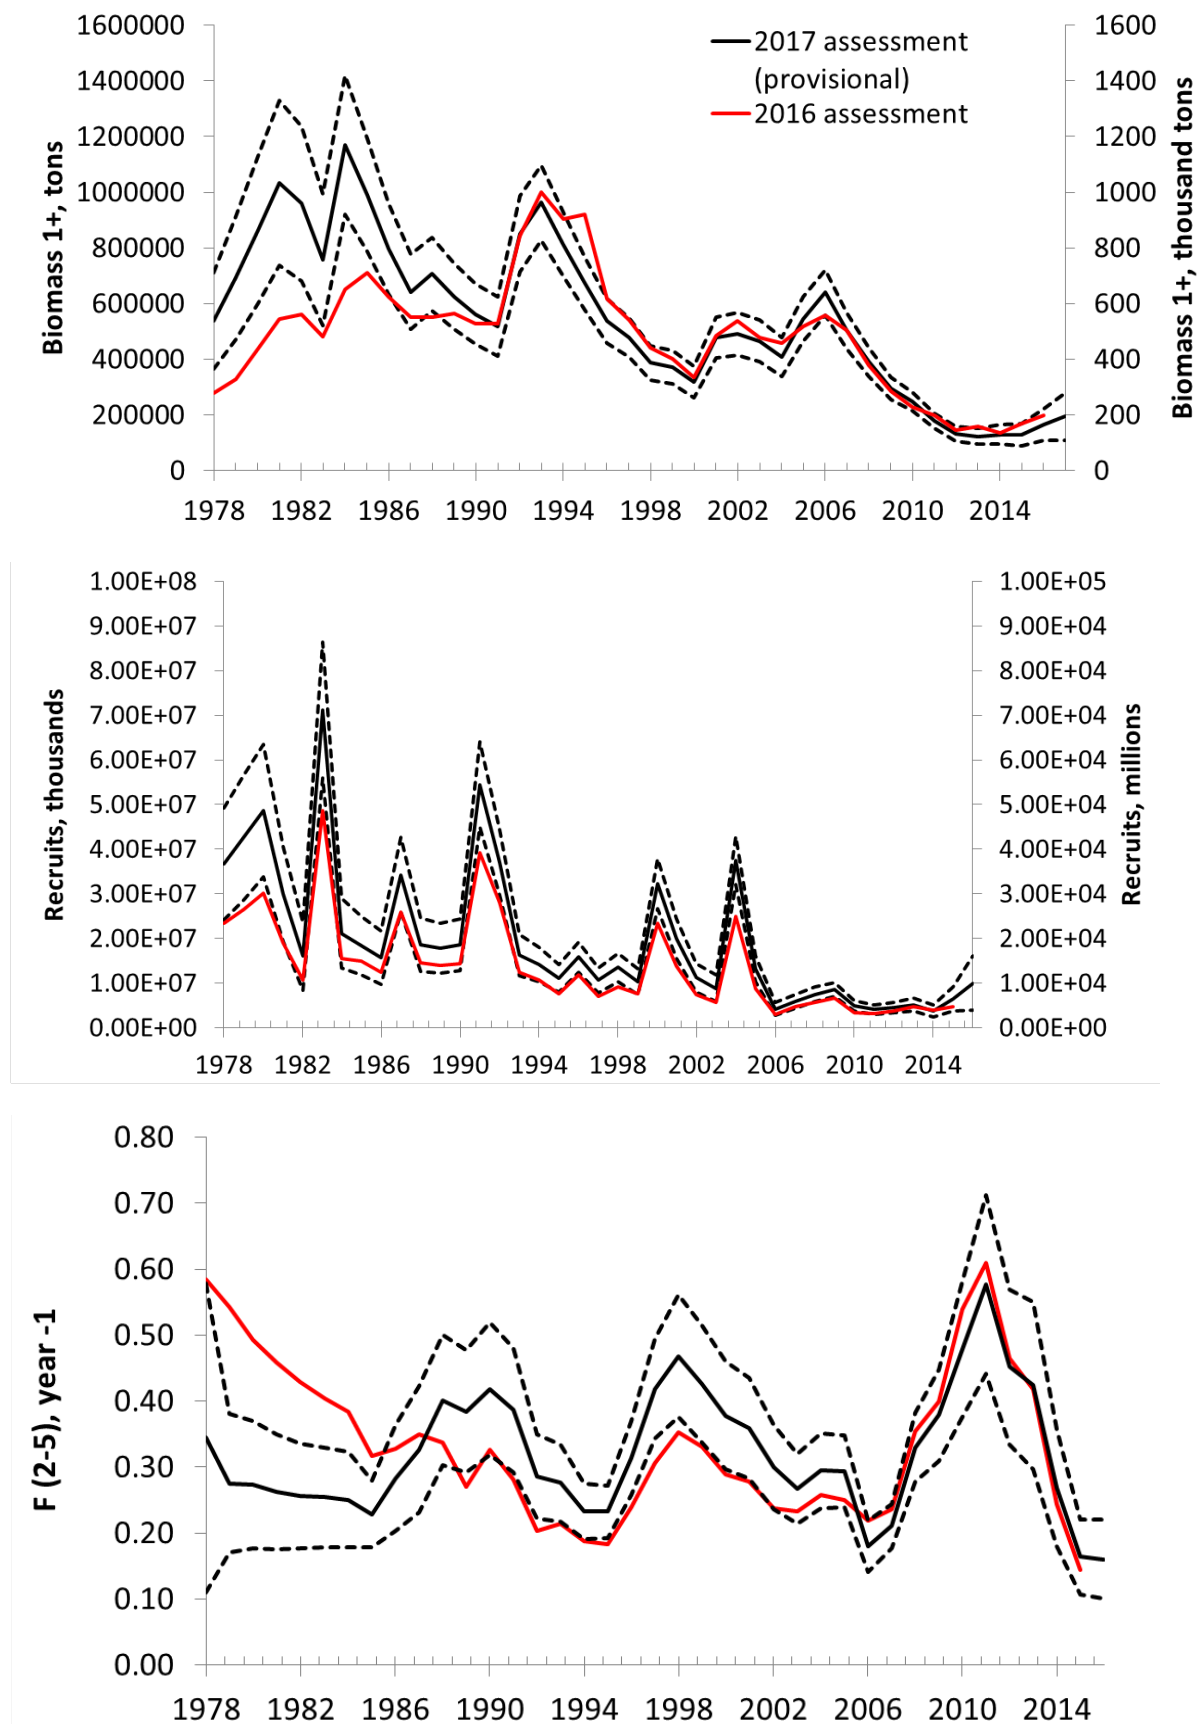 1600000
1400000
1200000
1000000
800000
600000
400000
200000
0
Biomass 1+, tons
2017 assessment
(provisional)
2016 assessment
1600
1400
1200
1000
800
600
400
200
0
Biomass 1+, thousand tons
1978 1982 1986 1990 1994 1998 2002 2006 2010 2014
1.00E+08
9.00E+07
8.00E+07
7.00E+07
6.00E+07
5.00E+07
4.00E+07
3.00E+07
2.00E+07
1.00E+07
0.00E+00
Recruits, thousands
1.00E+05
9.00E+04
8.00E+04
7.00E+04
6.00E+04
5.00E+04
4.00E+04
3.00E+04
2.00E+04
1.00E+04
0.00E+00
Recruits, millions
1978 1982 1986 1990 1994 1998 2002 2006 2010 2014
0.80
0.70
0.60
0.50
0.40
0.30
0.20
0.10
0.00
F (2-5), year -1
1978 1982 1986 1990 1994 1998 2002 2006 2010 2014